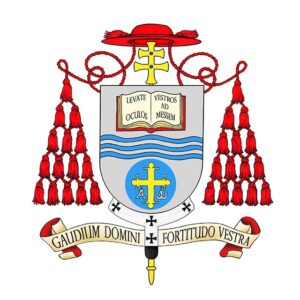 LEVATE
OCULOS
VESTROS
AD
MESSEM
A W
GAUDIUM DOMINI FORTITUDO VESTRA